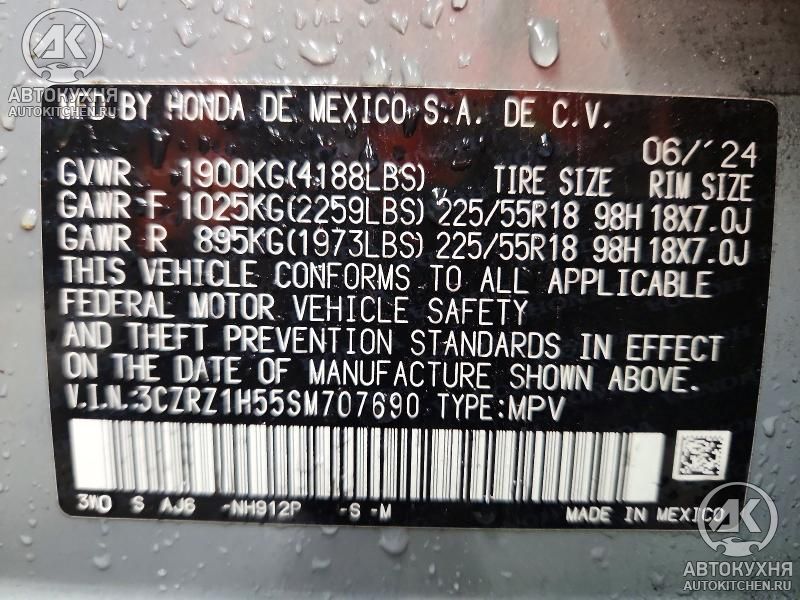 AK
АВТОКУХНЯ
AUTOKITCHEN.RU
BY HONDA DE MEXICO S.A. DE C.V.
06/'24
GVWR 1900KG(4188LBS) TIRE SIZE RIM SIZE
GAWR F 1025KG(2259LBS) 225/55R18 98H 18X7.0J
GAWR R 895KG(1973LBS) 225/55R18 98H 18X7.0J
THIS VEHICLE CONFORMS TO ALL APPLICABLE
FEDERAL MOTOR VEHICLE SAFETY
AND THEFT PREVENTION STANDARDS IN EFFECT
ON THE DATE OF MANUFACTURE SHOWN ABOVE.
V.I.N.:3CZRZ1H55SM707690 TYPE:MPV
3W0 S AJ6 -NH912P -S -M MADE IN MEXICO
AK
АВТОКУХНЯ
AUTOKITCHEN.RU